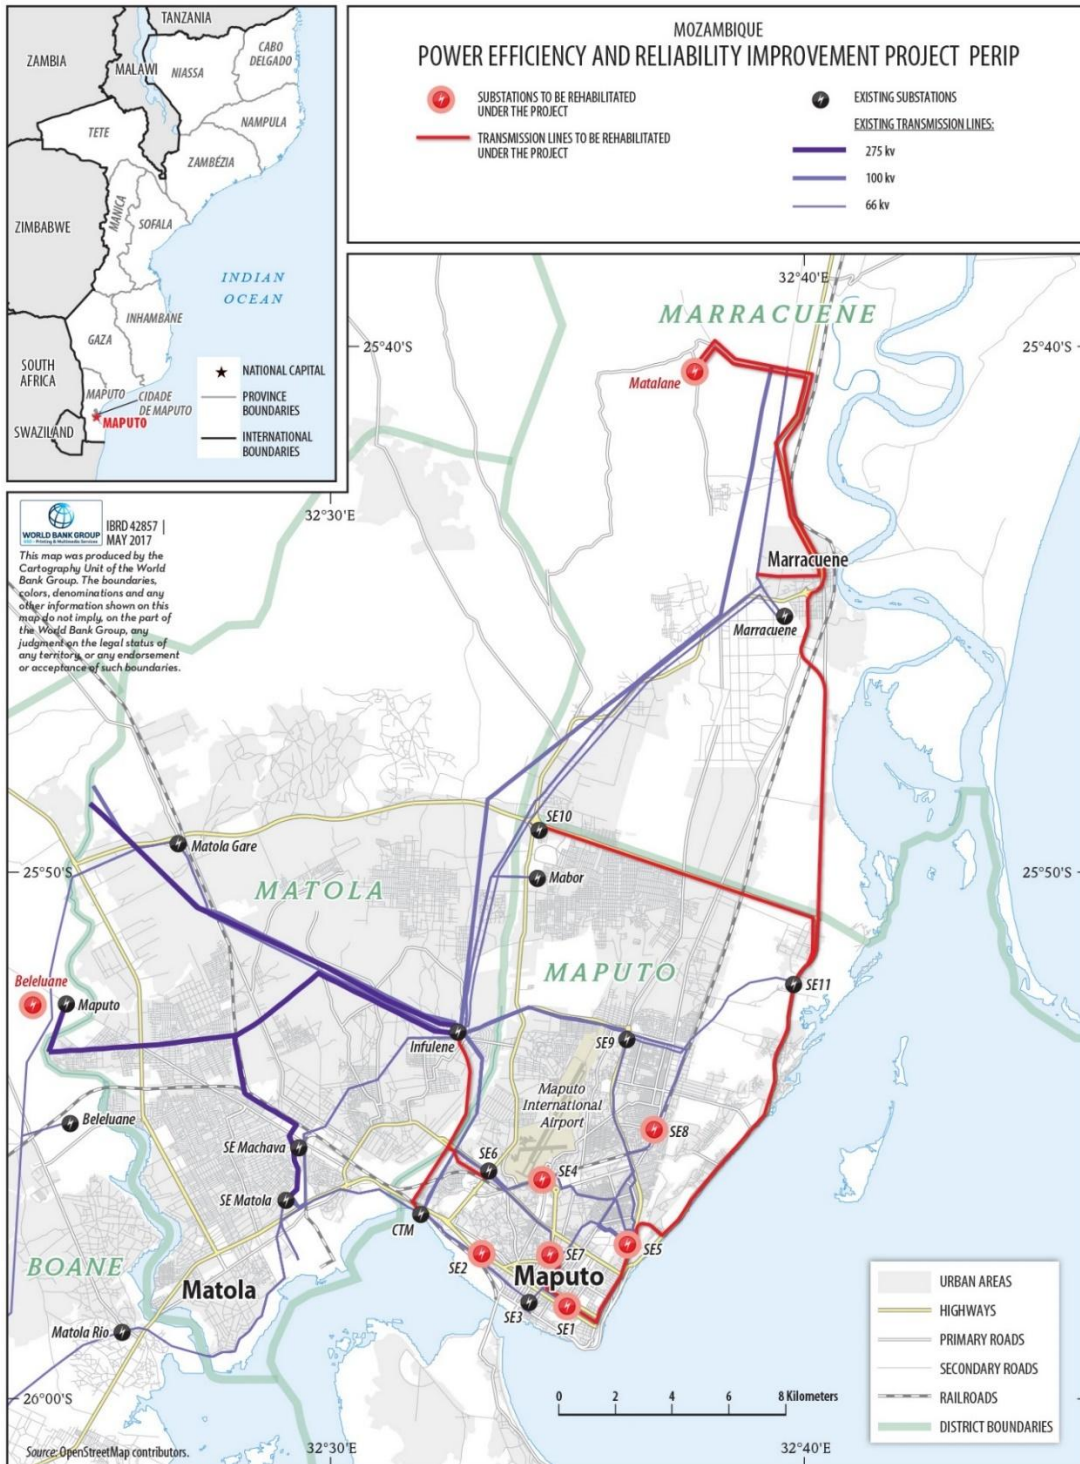 MOZAMBIQUE
POWER EFFICIENCY AND RELIABILITY IMPROVEMENT PROJECT PERIP
SUBSTATIONS TO BE REHABILITATED
UNDER THE PROJECT
TRANSMISSION LINES TO BE REHABILITATED
UNDER THE PROJECT
EXISTING SUBSTATIONS
EXISTING TRANSMISSION LINES:
275 kv
100 kv
66 kv
TANZANIA
ZAMBIA
MALAWI
NIASSA
CABO
DELGADO
NAMPULA
TETE
ZAMBÉZIA
MANICA
SOFALA
ZIMBABWE
INDIAN
OCEAN
INHAMBANE
GAZA
SOUTH
AFRICA
MAPUTO
CIDADE
DE MAPUTO
MAPUTO
SWAZILAND
NATIONAL CAPITAL
PROVINCE
BOUNDARIES
INTERNATIONAL
BOUNDARIES
WORLD BANK GROUP
IBRD 42857 |
MAY 2017
This map was produced by the
Cartography Unit of the World
Bank Group. The boundaries,
colors, denominations and any
other information shown on this
map do not imply, on the part of
the World Bank Group, any
judgment on the legal status of
any territory, or any endorsement
or acceptance of such boundaries.
32°40'E
25°40'S
25°40'S
32°30'E
MARRACUENE
Matalane
Marracuene
Marracuene
SE10
Matola Gare
25°50'S
25°50'S
Mabor
MATOLA
MAPUTO
Beleluane
Maputo
SE11
Infulene
SE9
Maputo
International
Airport
Beleluane
SE8
SE Machava
SE6
SE4
SE Matola
CTM
SE5
SE2
SE7
BOANE
Matola
Maputo
SE3
SE1
Matola Rio
26°00'S
URBAN AREAS
HIGHWAYS
PRIMARY ROADS
SECONDARY ROADS
RAILROADS
DISTRICT BOUNDARIES
0 2 4 6 8 Kilometers
Source: OpenStreetMap contributors.
32°30'E
32°40'E